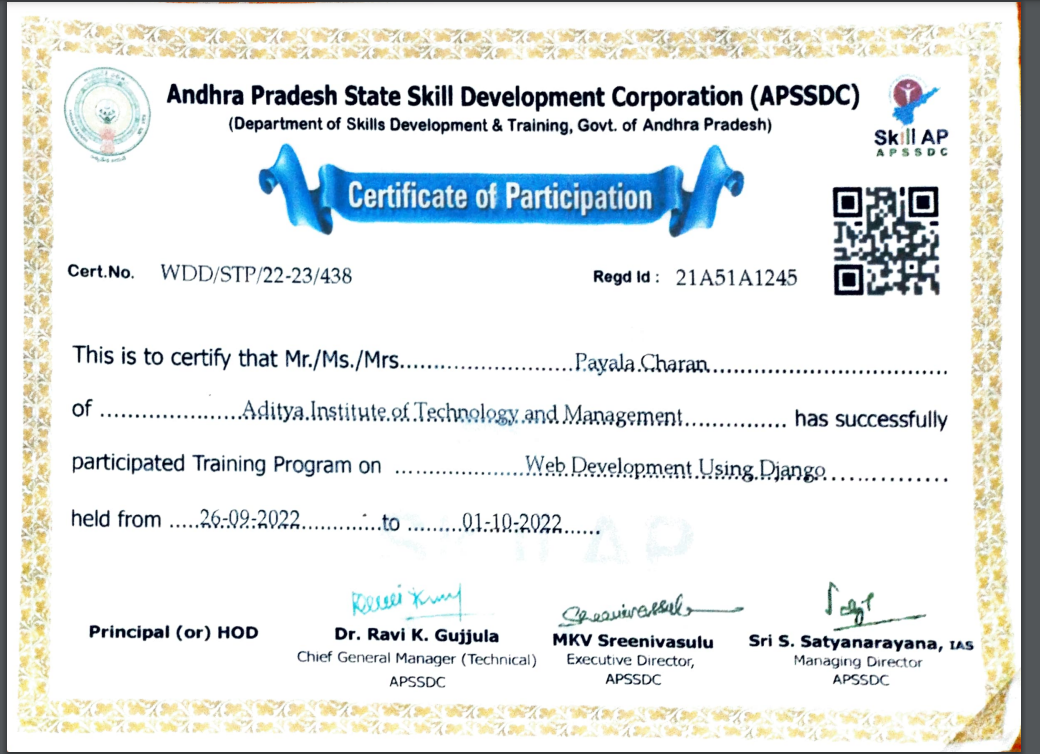 Andhra Pradesh State Skill Development Corporation (APSSDC)
(Department of Skills Development & Training, Govt. of Andhra Pradesh)
Skill AP
APSSDC
Certificate of Participation
Cert.No. WDD/STP/22-23/438 Regd Id : 21A51A1245
This is to certify that Mr./Ms./Mrs. Payala Charan
of Aditya Institute of Technology and Management has successfully
participated Training Program on Web Development Using Django
held from 26-09-2022 to 01-10-2022
Principal (or) HOD
Dr. Ravi K. Gujjula
Chief General Manager (Technical)
APSSDC
MKV Sreenivasulu
Executive Director,
APSSDC
Sri S. Satyanarayana, IAS
Managing Director
APSSDC